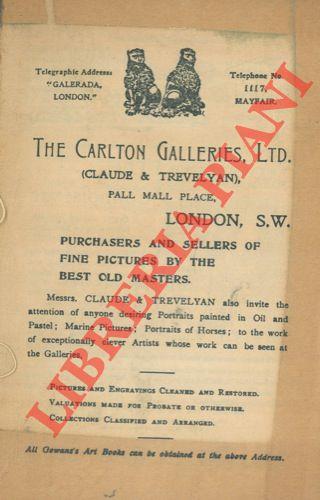 Telegraphic Address:
"GALERADA,
LONDON."
Telephone No
1117,
MAYFAIR.
THE CARLTON GALLERIES, LTD.
(CLAUDE & TREVELYAN),
PALL MALL PLACE,
LONDON, S.W.
PURCHASERS AND SELLERS OF
FINE PICTURES BY THE
BEST OLD MASTERS.
Messrs. CLAUDE & TREVELYAN also invite the
attention of anyone desiring Portraits painted in Oil and
Pastel; Marine Pictures; Portraits of Horses; to the work
of exceptionally clever Artists whose work can be seen at
the Galleries.
PICTURES AND ENGRAVINGS CLEANED AND RESTORED.
VALUATIONS MADE FOR PROBATE OR OTHERWISE.
COLLECTIONS CLASSIFIED AND ARRANGED.
All Gowans's Art Books can be obtained at the above Address.
LIBRERIA PIANI